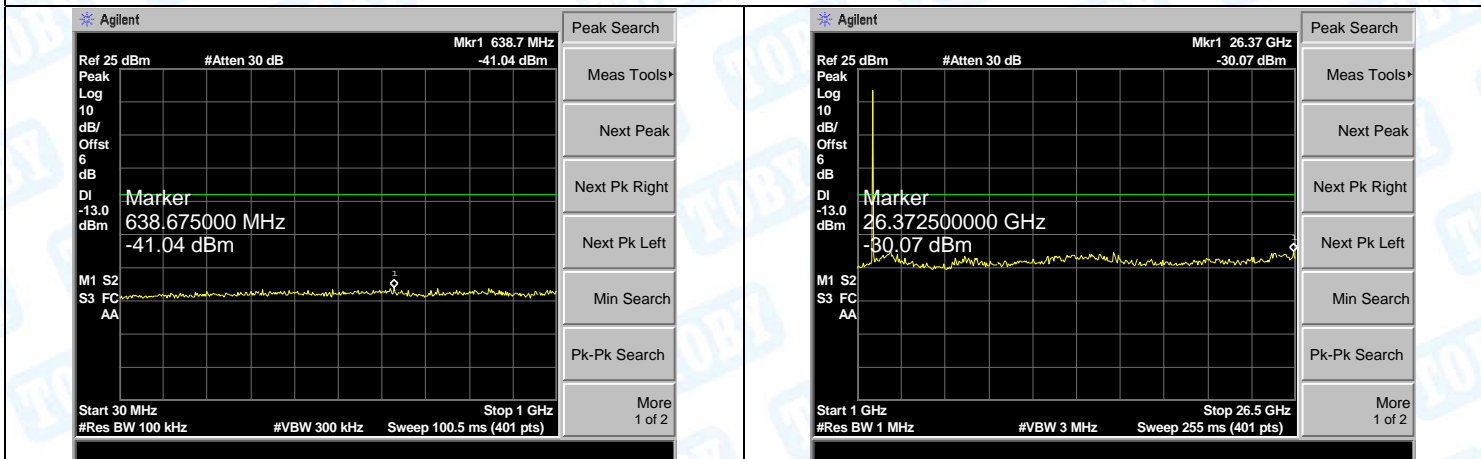 Agilent
Mkr1 638.7 MHz
Ref 25 dBm #Atten 30 dB -41.04 dBm
Peak
Log
10
dB/
Offst
6
dB
DI
-13.0
dBm
Marker
638.675000 MHz
-41.04 dBm
1
M1 S2
S3 FC
AA
Start 30 MHz Stop 1 GHz
#Res BW 100 kHz #VBW 300 kHz Sweep 100.5 ms (401 pts)
Peak Search
Meas Tools
Next Peak
Next Pk Right
Next Pk Left
Min Search
Pk-Pk Search
More
1 of 2
Agilent
Mkr1 26.37 GHz
Ref 25 dBm #Atten 30 dB -30.07 dBm
Peak
Log
10
dB/
Offst
6
dB
DI
-13.0
dBm
Marker
26.372500000 GHz
-30.07 dBm
1
M1 S2
S3 FC
AA
Start 1 GHz Stop 26.5 GHz
#Res BW 1 MHz #VBW 3 MHz Sweep 255 ms (401 pts)
Peak Search
Meas Tools
Next Peak
Next Pk Right
Next Pk Left
Min Search
Pk-Pk Search
More
1 of 2
TOBY